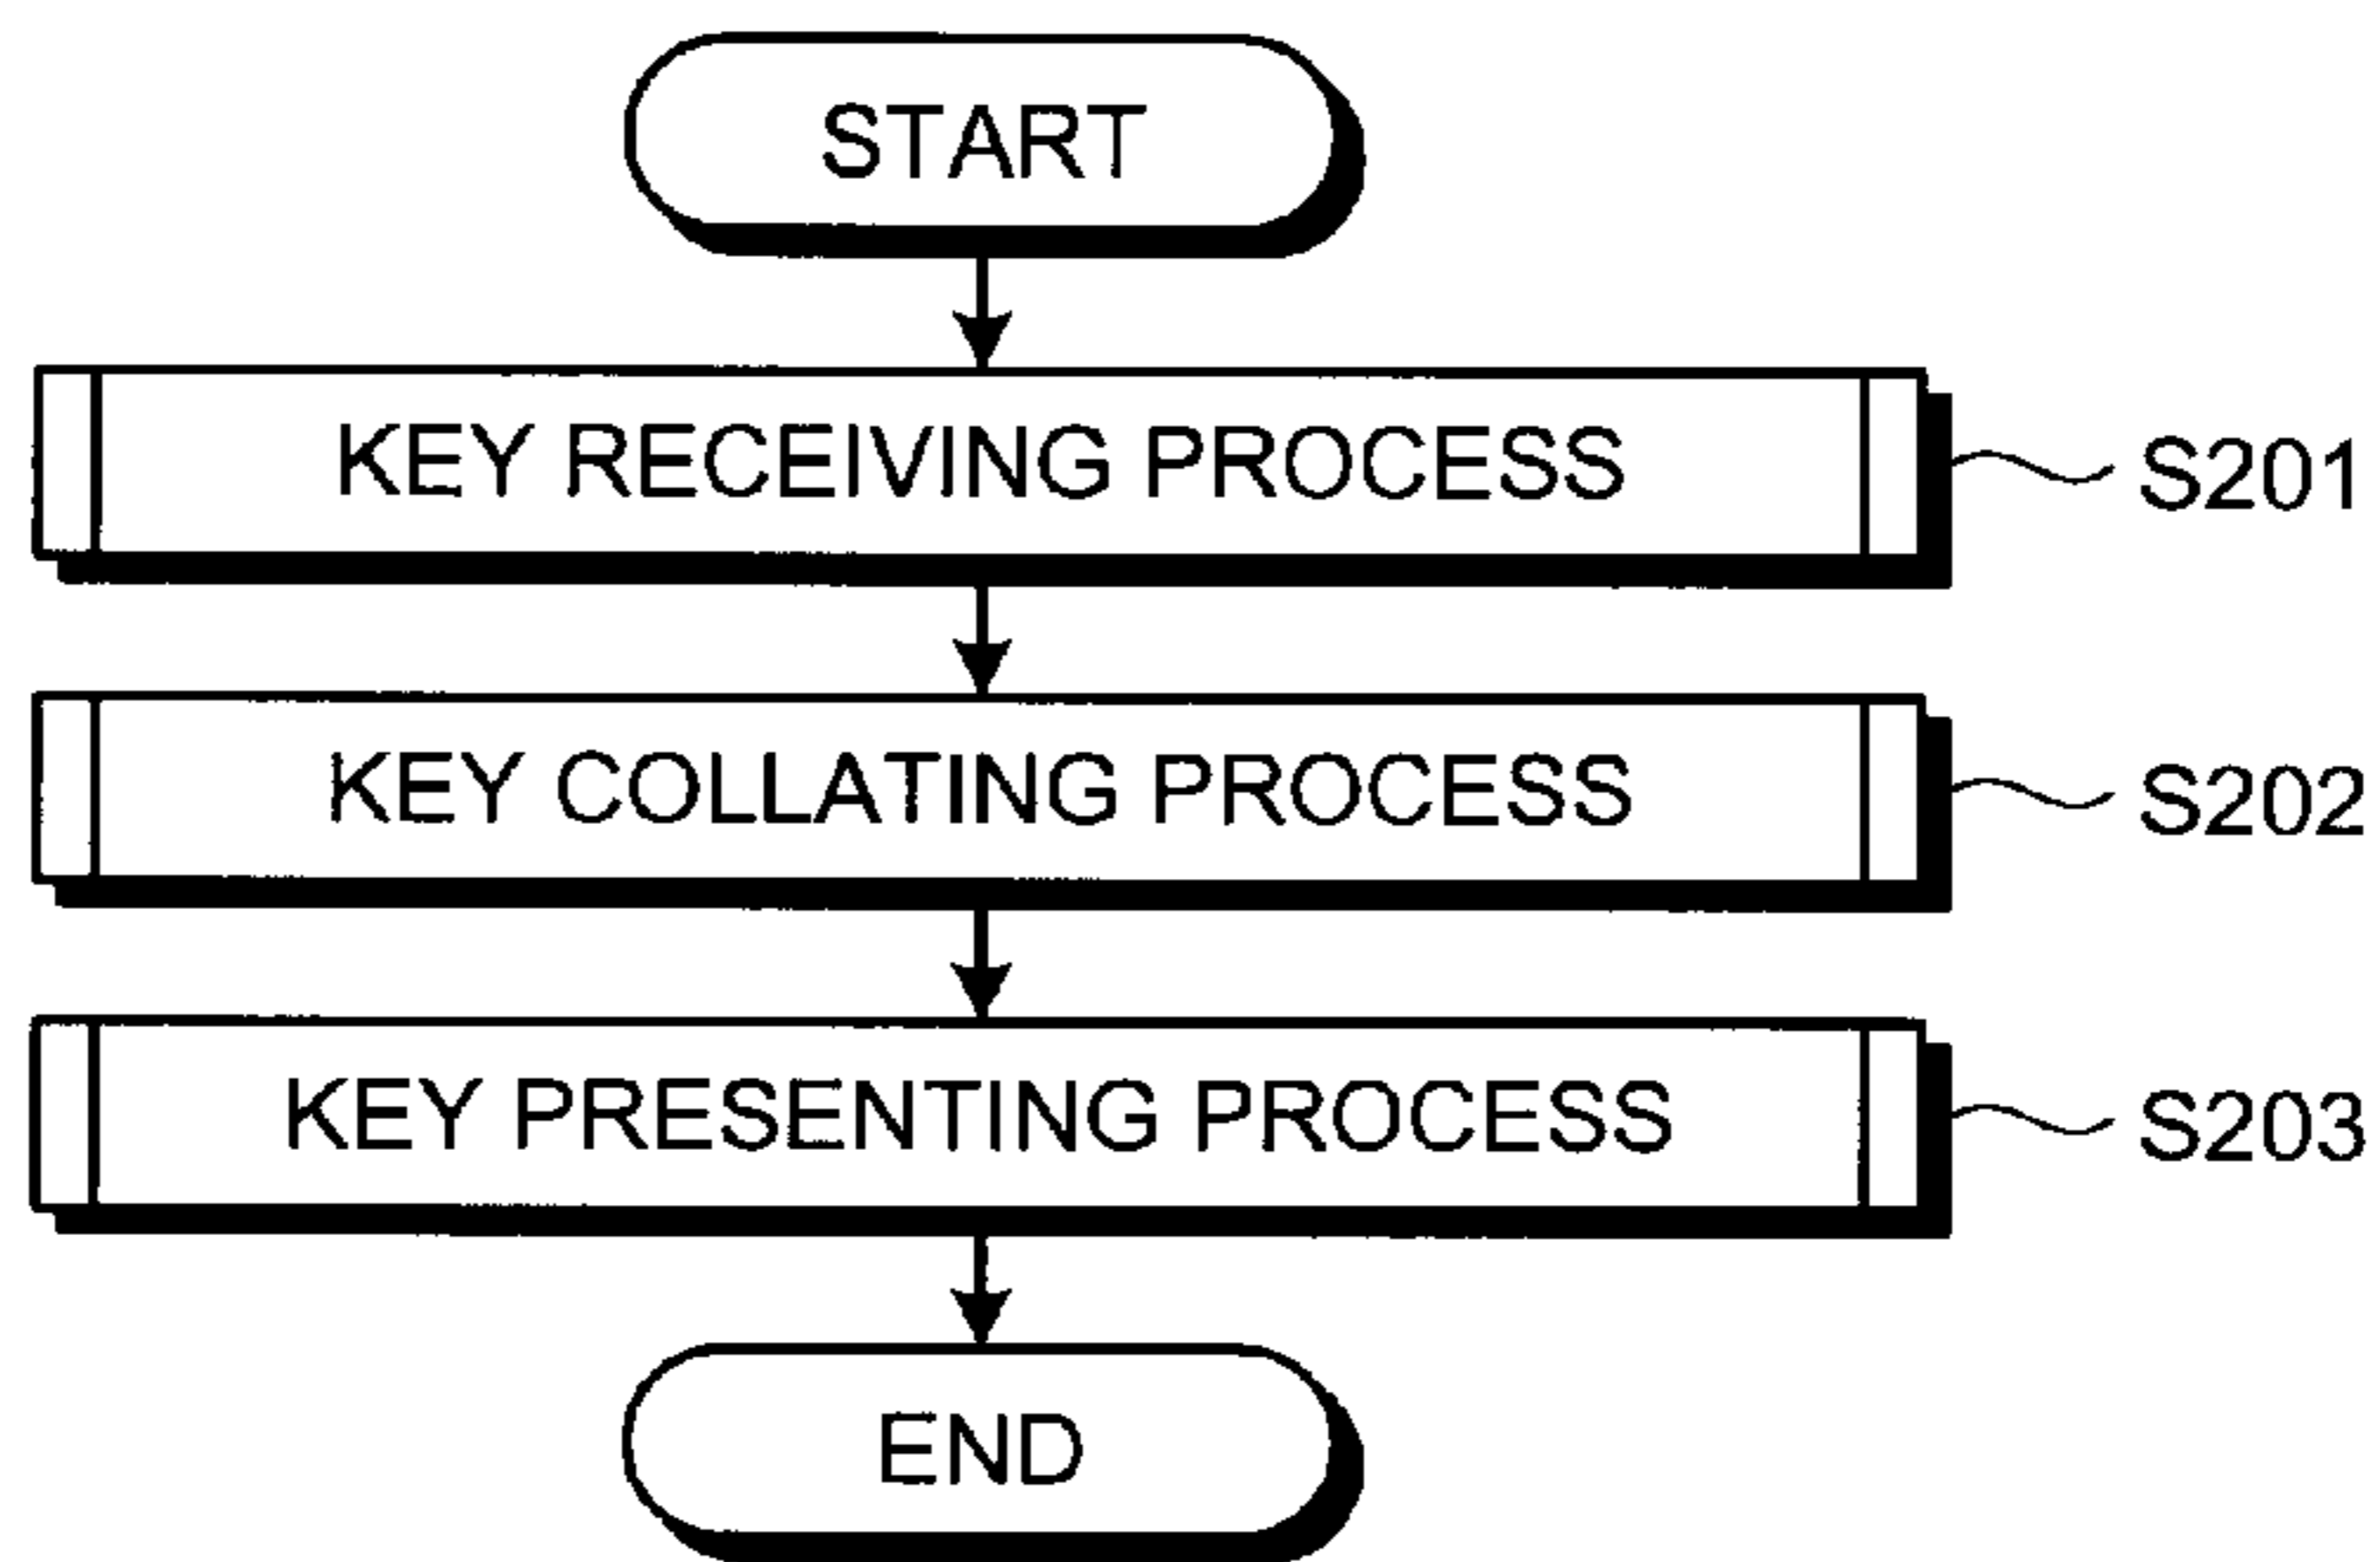 START
KEY RECEIVING PROCESS S201
KEY COLLATING PROCESS S202
KEY PRESENTING PROCESS S203
END